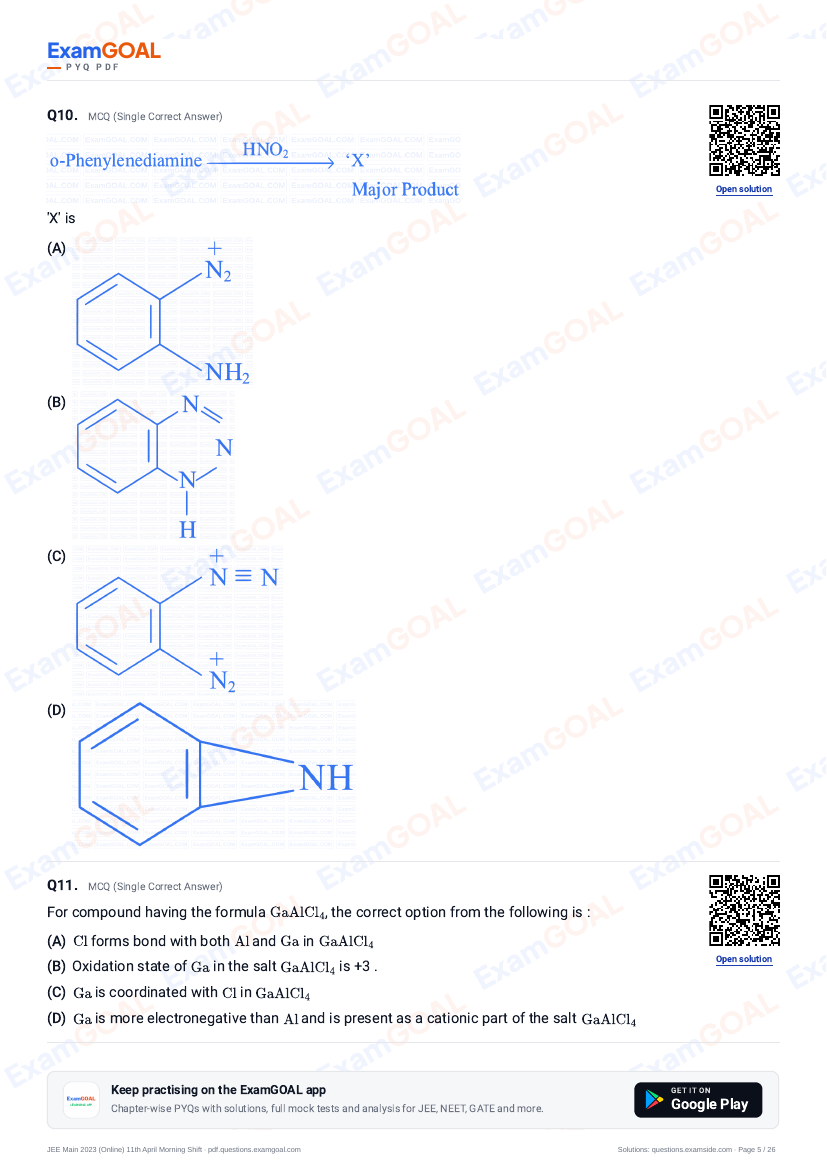 ExamGOAL
PYQ PDF
Q10. MCQ (Single Correct Answer)
o-Phenylenediamine HNO₂ ‘X’
Major Product
Open solution
'X' is
(A)
+
N₂
NH₂
(B)
N
N
N
H
(C)
+
N ≡ N
+
N₂
(D)
NH
Q11. MCQ (Single Correct Answer)
For compound having the formula GaAlCl₄, the correct option from the following is :
(A) Cl forms bond with both Al and Ga in GaAlCl₄
(B) Oxidation state of Ga in the salt GaAlCl₄ is +3 .
Open solution
(C) Ga is coordinated with Cl in GaAlCl₄
(D) Ga is more electronegative than Al and is present as a cationic part of the salt GaAlCl₄
ExamGOAL
Keep practising on the ExamGOAL app
Chapter-wise PYQs with solutions, full mock tests and analysis for JEE, NEET, GATE and more.
GET IT ON
Google Play
JEE Main 2023 (Online) 11th April Morning Shift · pdf.questions.examgoal.com
Solutions: questions.examside.com · Page 5 / 26